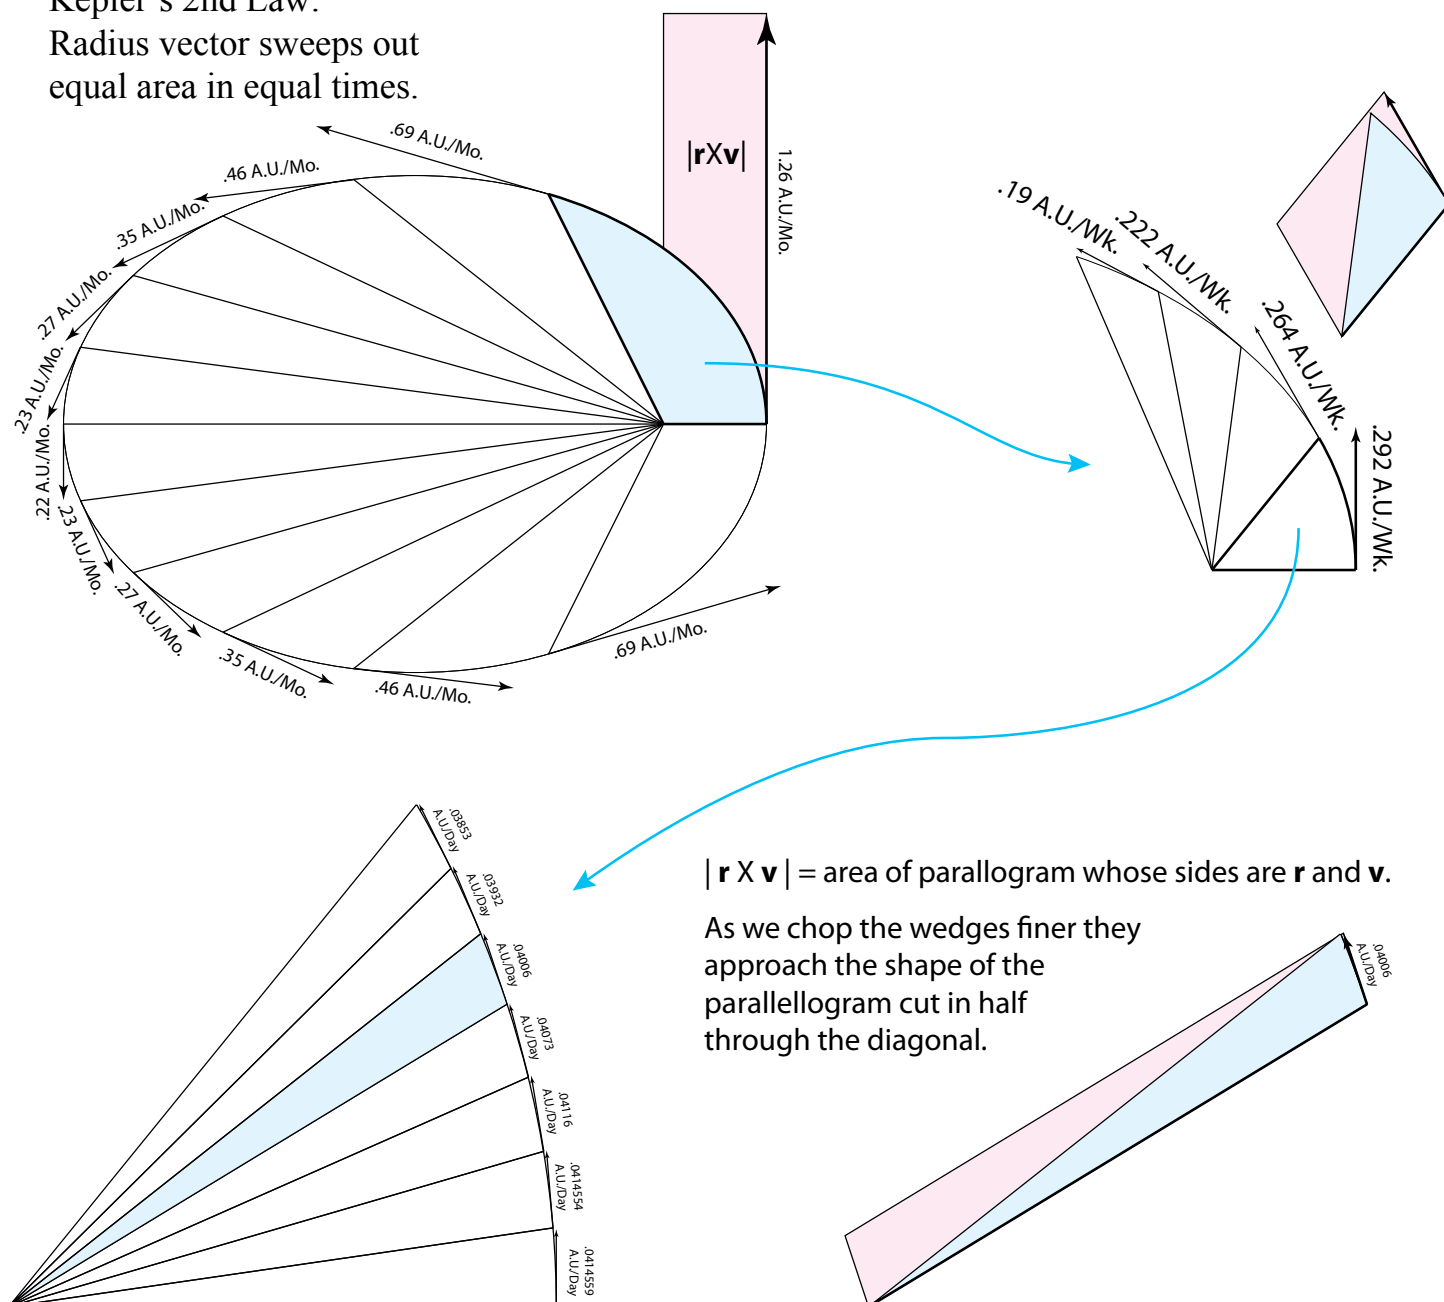 Kepler's 2nd Law:
Radius vector sweeps out
equal area in equal times.
.69 A.U./Mo.
.46 A.U./Mo.
.35 A.U./Mo.
.27 A.U./Mo.
.23 A.U./Mo.
.22 A.U./Mo.
.23 A.U./Mo.
.27 A.U./Mo.
.35 A.U./Mo.
.46 A.U./Mo.
.69 A.U./Mo.
|rXv|
1.26 A.U./Mo.
.19 A.U./Wk.
.222 A.U./Wk.
.264 A.U./Wk.
.292 A.U./Wk.
.03853
A.U./Day
.03932
A.U./Day
.04006
A.U./Day
.04073
A.U./Day
.04116
A.U./Day
.0414554
A.U./Day
.0414559
A.U./Day
| r X v | = area of parallogram whose sides are r and v.
As we chop the wedges finer they
approach the shape of the
parallellogram cut in half
through the diagonal.
.04006
A.U./Day